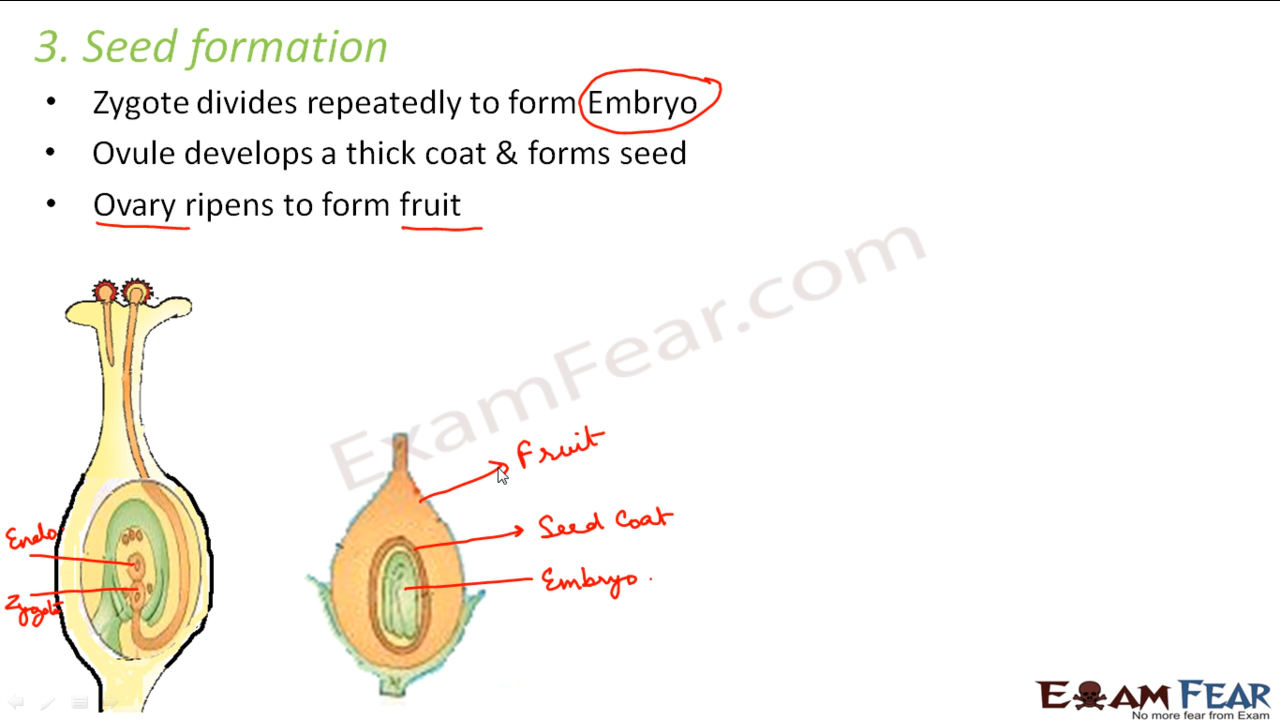 3. Seed formation
• Zygote divides repeatedly to form Embryo
• Ovule develops a thick coat & forms seed
• Ovary ripens to form fruit
ExamFear.com
Fruit
Seed Coat
Embryo.
Endo.
Zygote
EXAM FEAR
No more fear from Exam